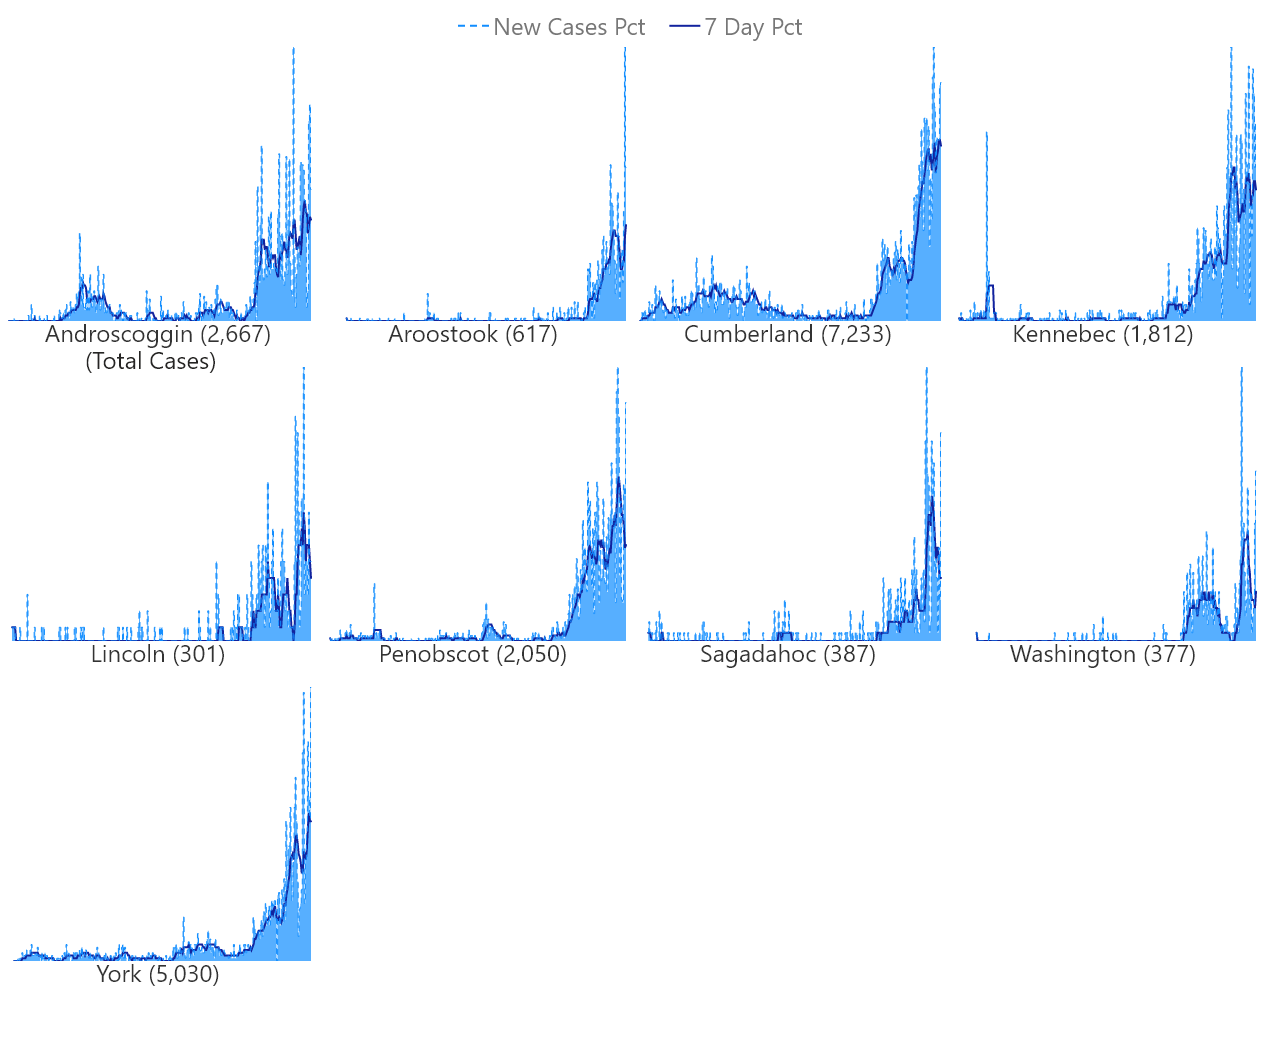 New Cases Pct 7 Day Pct
Androscoggin (2,667)
(Total Cases)
Aroostook (617)
Cumberland (7,233)
Kennebec (1,812)
Lincoln (301)
Penobscot (2,050)
Sagadahoc (387)
Washington (377)
York (5,030)